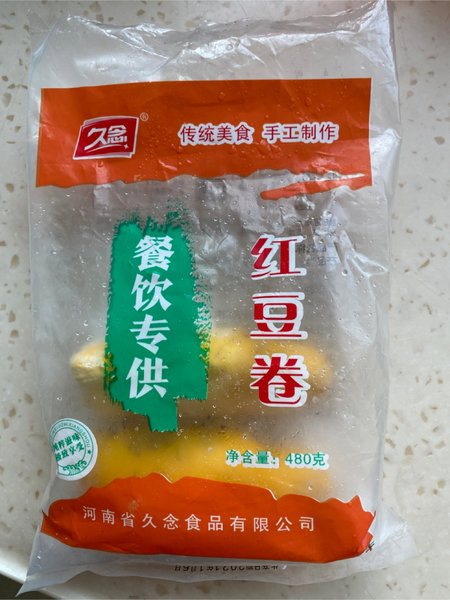 久念®
传统美食 手工制作
餐饮专供
红豆卷
净含量：480克
河南省久念食品有限公司